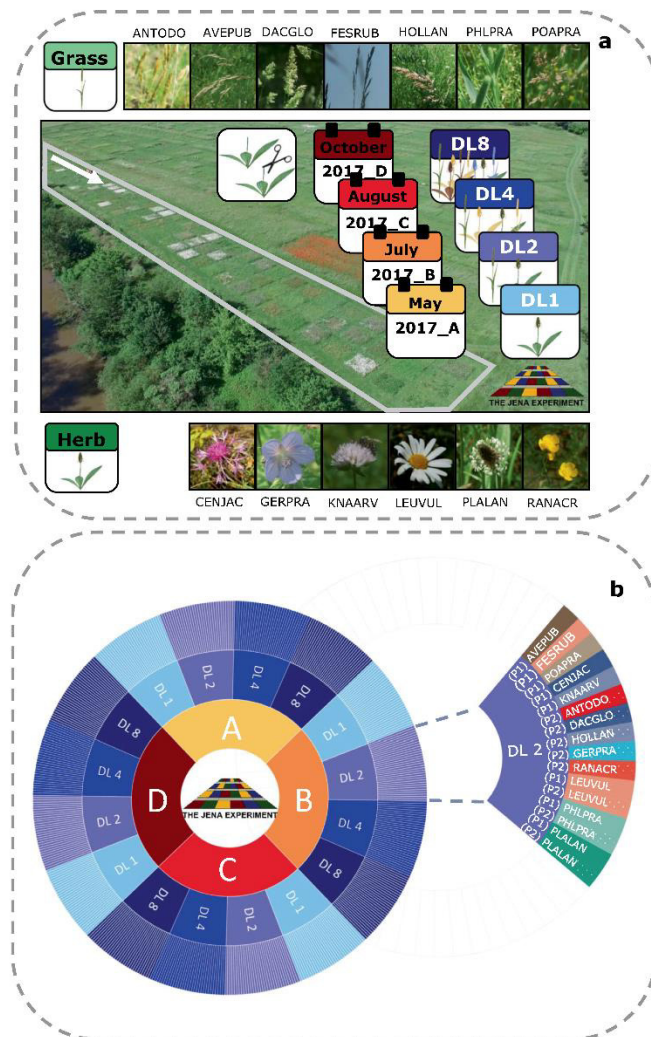 a
Grass
ANTODO AVEPUB DACGLO FESRUB HOLLAN PHLPRA POAPRA
October
2017_D
August
2017_C
July
2017_B
May
2017_A
DL8
DL4
DL2
DL1
THE JENA EXPERIMENT
Herb
CENJAC GERPRA KNAARV LEUVUL PLALAN RANACR
b
A
B
C
D
DL 1
DL 2
DL 4
DL 8
DL 1
DL 2
DL 4
DL 8
DL 1
DL 2
DL 4
DL 8
DL 1
DL 2
DL 4
DL 8
THE JENA EXPERIMENT
DL 2
(P1) AVEPUB
(P1) FESRUB
(P1) POAPRA
(P1) CENJAC
(P1) KNAARV
(P2) ANTODO
(P2) DACGLO
(P2) HOLLAN
(P2) GERPRA
(P2) RANACR
(P1) LEUVUL
(P2) LEUVUL
(P1) PHLPRA
(P2) PHLPRA
(P1) PLALAN
(P2) PLALAN